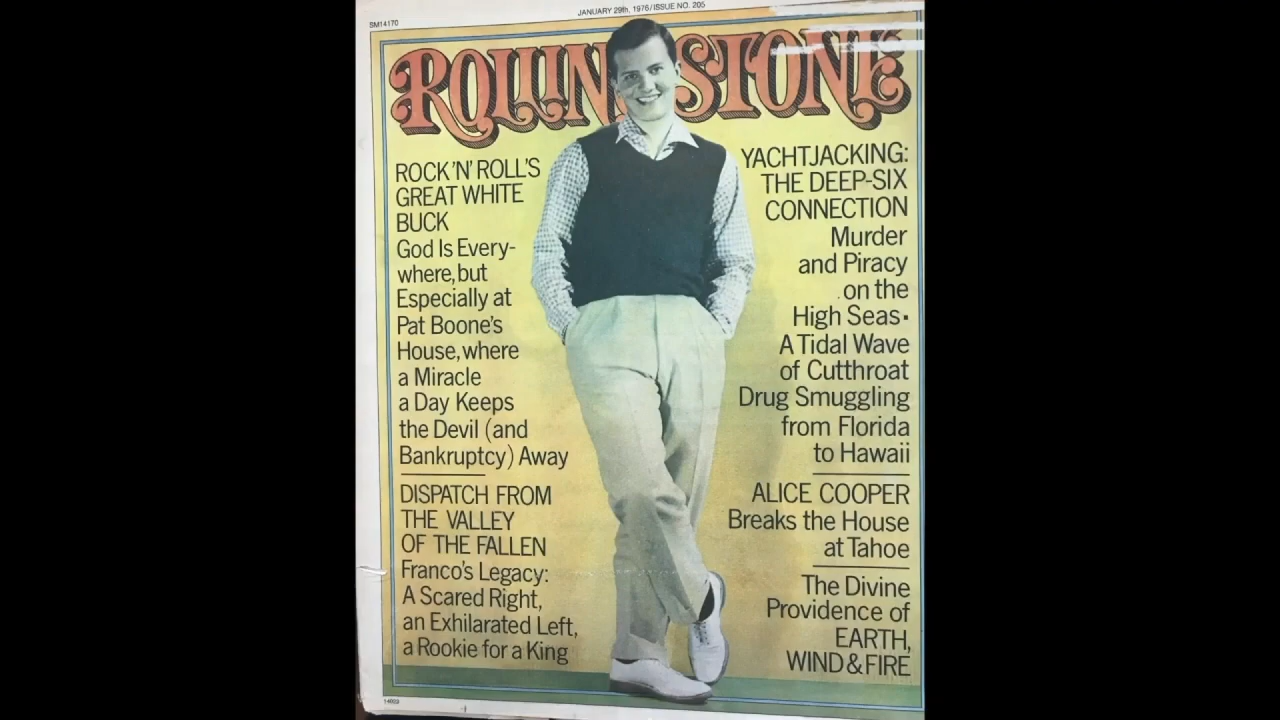 JANUARY 29th, 1976/ISSUE NO. 205
SM14170
ROLLING STONE
ROCK 'N' ROLL'S
GREAT WHITE
BUCK
God Is Every-
where, but
Especially at
Pat Boone's
House, where
a Miracle
a Day Keeps
the Devil (and
Bankruptcy) Away
DISPATCH FROM
THE VALLEY
OF THE FALLEN
Franco's Legacy:
A Scared Right,
an Exhilarated Left,
a Rookie for a King
YACHTJACKING:
THE DEEP-SIX
CONNECTION
Murder
and Piracy
on the
High Seas·
A Tidal Wave
of Cutthroat
Drug Smuggling
from Florida
to Hawaii
ALICE COOPER
Breaks the House
at Tahoe
The Divine
Providence of
EARTH,
WIND & FIRE